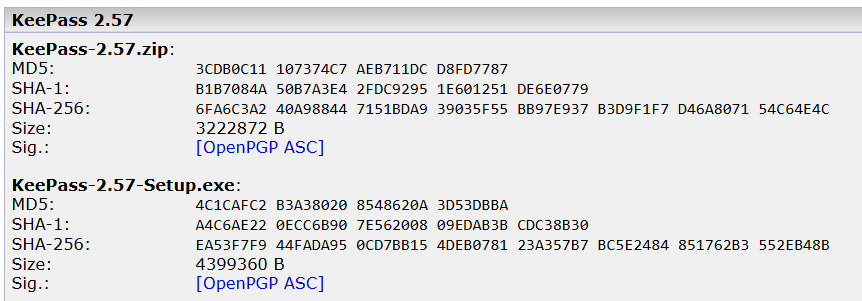 KeePass 2.57
KeePass-2.57.zip:
MD5: 3CDB0C11 107374C7 AEB711DC D8FD7787
SHA-1: B1B7084A 50B7A3E4 2FDC9295 1E601251 DE6E0779
SHA-256: 6FA6C3A2 40A98844 7151BDA9 39035F55 BB97E937 B3D9F1F7 D46A8071 54C64E4C
Size: 3222872 B
Sig.: [OpenPGP ASC]
KeePass-2.57-Setup.exe:
MD5: 4C1CAFC2 B3A38020 8548620A 3D53DBBA
SHA-1: A4C6AE22 0ECC6B90 7E562008 09EDAB3B CDC38B30
SHA-256: EA53F7F9 44FADA95 0CD7BB15 4DEB0781 23A357B7 BC5E2484 851762B3 552EB48B
Size: 4399360 B
Sig.: [OpenPGP ASC]